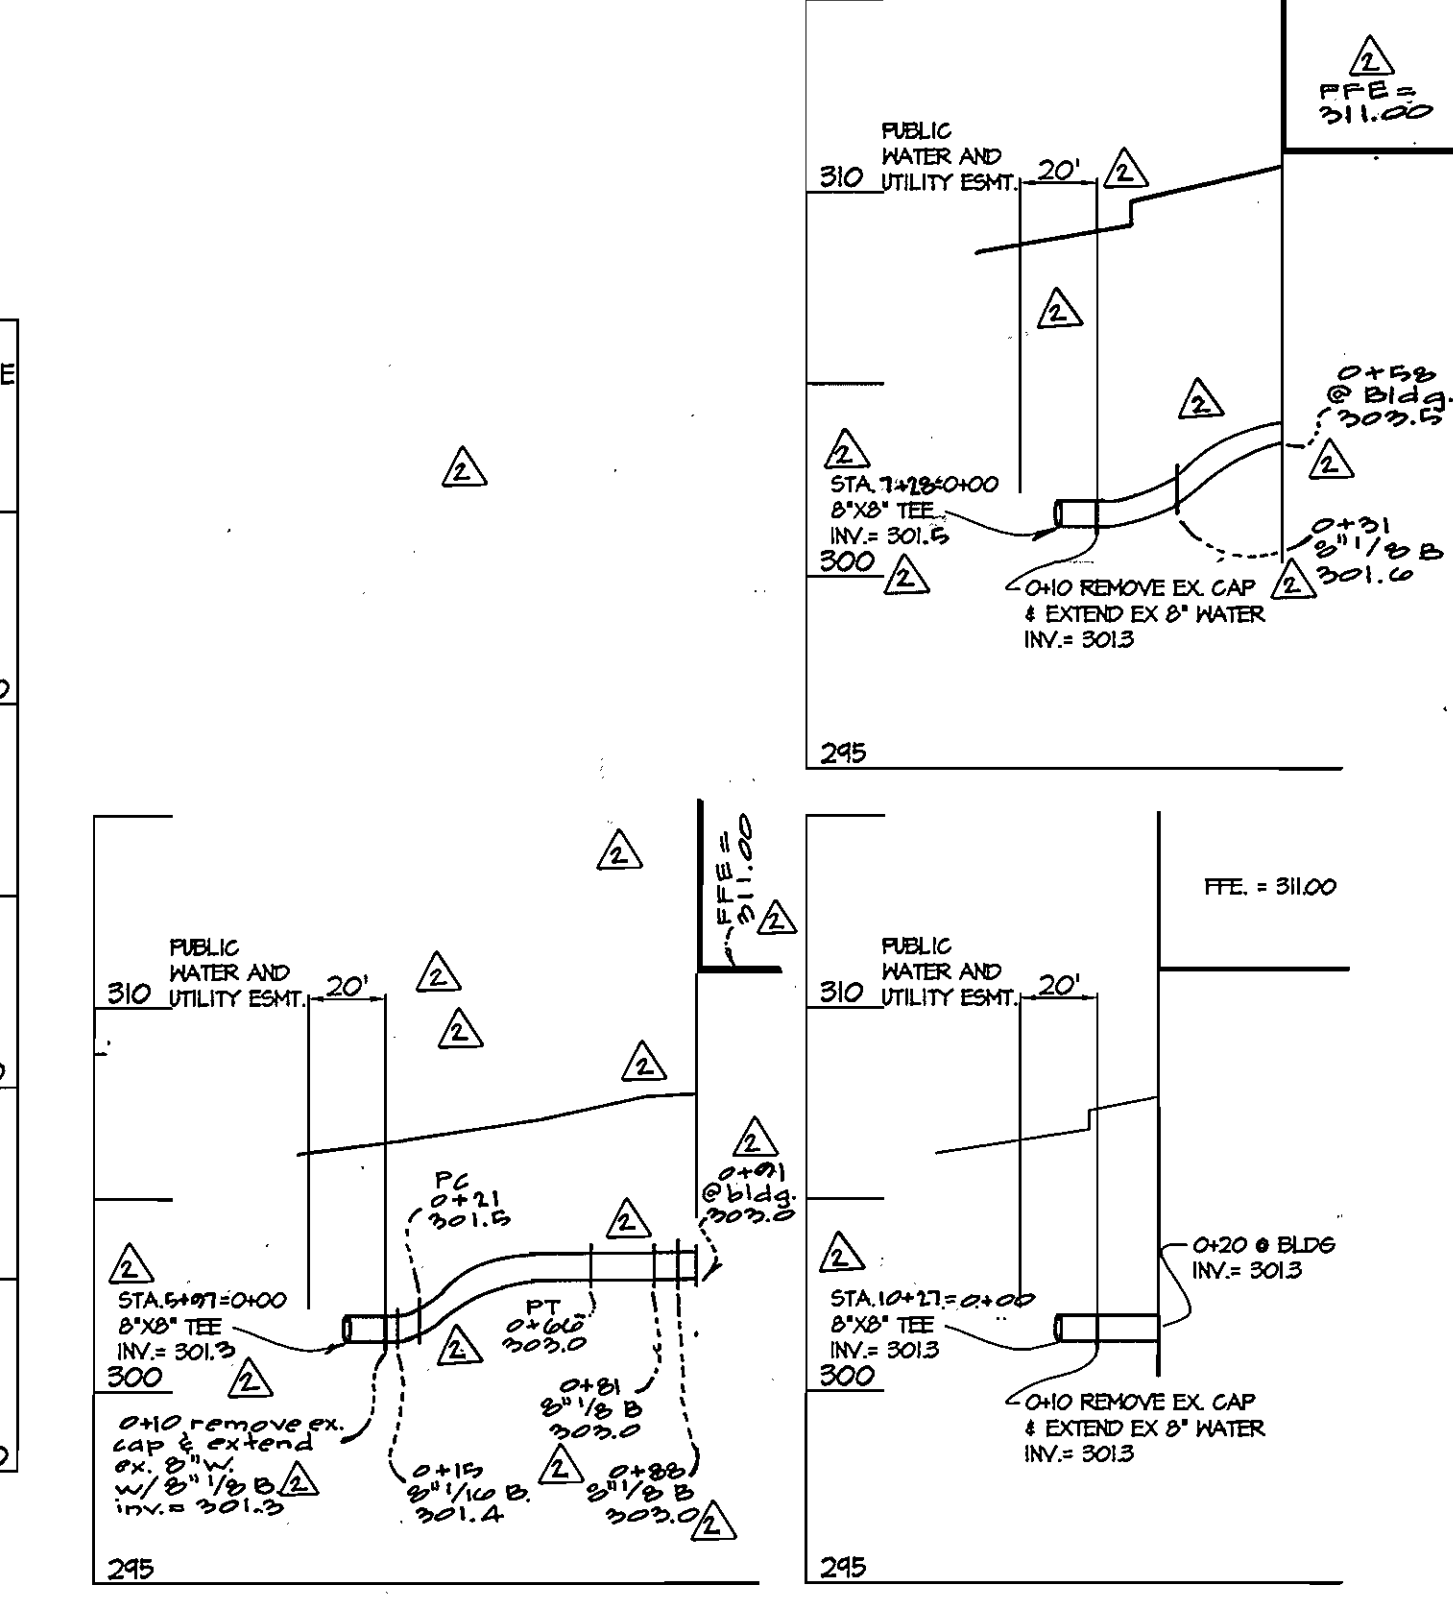 E
2
FFE =
311.00
PUBLIC
WATER AND
310 UTILITY ESMT.
20'
2
2
0+58
@ Bldg.
303.5
2
2
2
STA. 7+28=0+00
8"X8" TEE
INV.= 301.5
300
2
0+31
8" 1/8 B
301.6
2
0+10 REMOVE EX. CAP
& EXTEND EX 8" WATER
INV.= 301.3
295
2
2
FFE =
311.00
2
PUBLIC
WATER AND
310 UTILITY ESMT.
20'
2
2
2
2
0+91
@ bldg.
303.0
PC
0+21
301.5
2
2
STA. 5+97=0+00
8"X8" TEE
INV.= 301.3
300
2
2
PT
0+66
303.0
0+81
8" 1/8 B
303.0
0+10 remove ex.
cap & extend
ex. 8" W.
w/ 8" 1/8 B
inv.= 301.3
2
0+15
8" 1/16 B.
301.4
2
0+88
8" 1/8 B
303.0
2
295
FFE. = 311.00
PUBLIC
WATER AND
310 UTILITY ESMT.
20'
2
STA. 10+27.=0+00
8"X8" TEE
INV.= 301.3
300
0+20 @ BLDG
INV.= 301.3
0+10 REMOVE EX. CAP
& EXTEND EX 8" WATER
INV.= 301.3
295